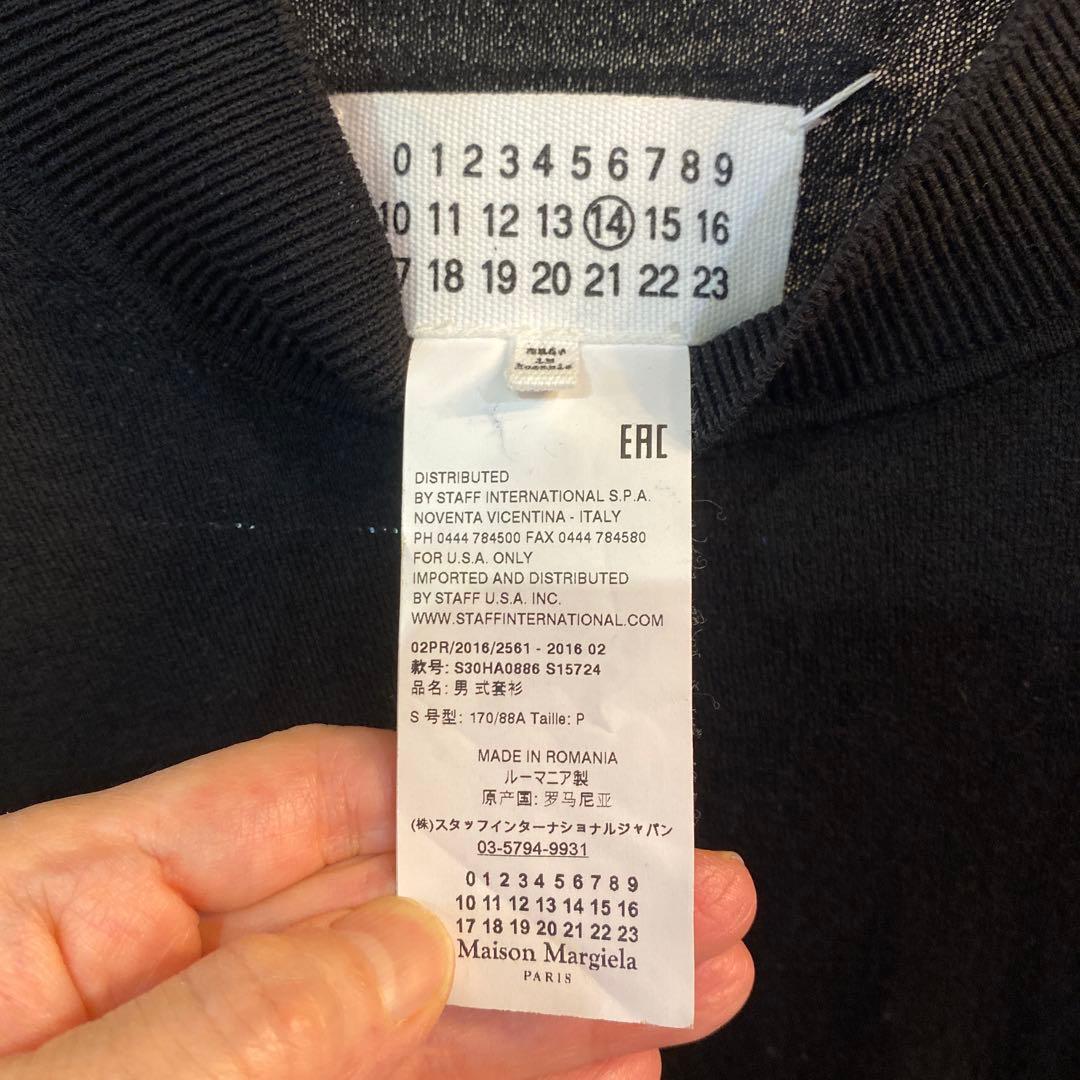 0 1 2 3 4 5 6 7 8 9
10 11 12 13 14 15 16
7 18 19 20 21 22 23
MADE
IN
ROMANIA
EAC
DISTRIBUTED
BY STAFF INTERNATIONAL S.P.A.
NOVENTA VICENTINA - ITALY
PH 0444 784500 FAX 0444 784580
FOR U.S.A. ONLY
IMPORTED AND DISTRIBUTED
BY STAFF U.S.A. INC.
WWW.STAFFINTERNATIONAL.COM
02PR/2016/2561 - 2016 02
款号: S30HA0886 S15724
品名: 男 式套衫
S 号型: 170/88A Taille: P
MADE IN ROMANIA
ルーマニア製
原产国: 罗马尼亚
(株)スタッフインターナショナルジャパン
03-5794-9931
0 1 2 3 4 5 6 7 8 9
10 11 12 13 14 15 16
17 18 19 20 21 22 23
Maison Margiela
PARIS